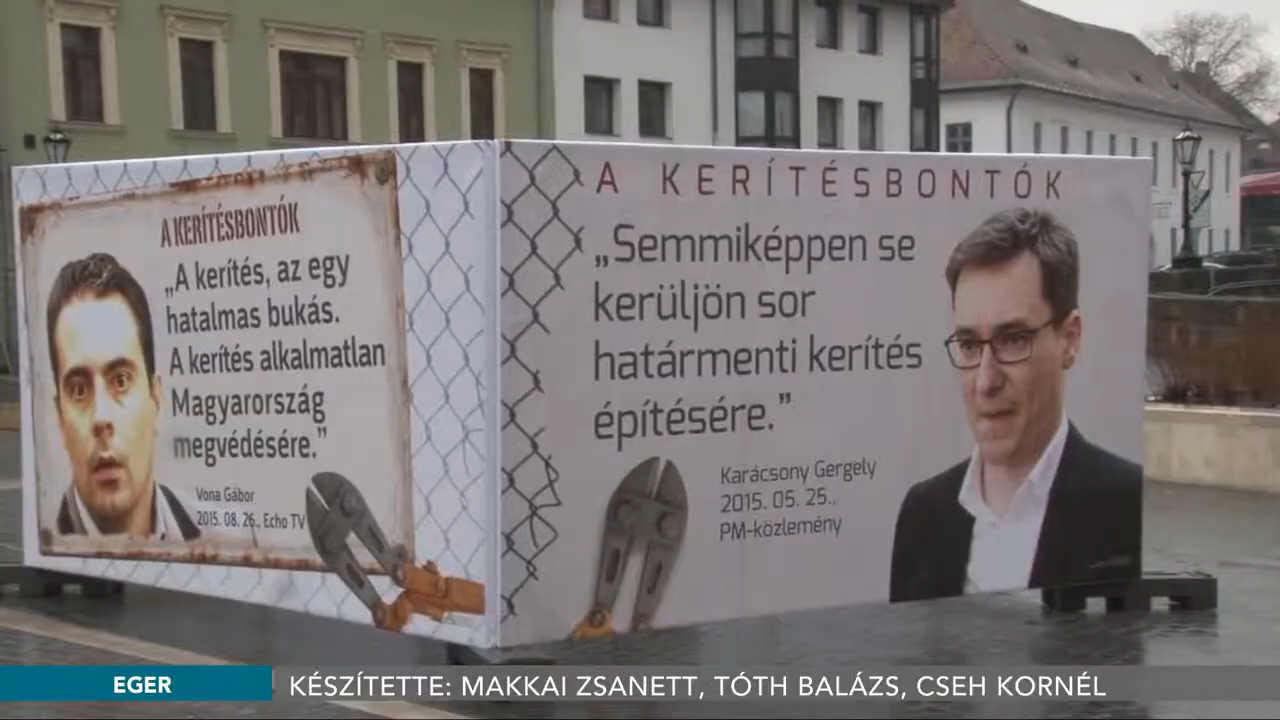 A KERÍTÉSBONTÓK
„A kerítés, az egy
hatalmas bukás.
A kerítés alkalmatlan
Magyarország
megvédésére.”
Vona Gábor
2015. 08. 26., Echo TV
A KERÍTÉSBONTÓK
„Semmiképpen se
kerüljön sor
határmenti kerítés
építésére.”
Karácsony Gergely
2015. 05. 25.,
PM-közlemény
EGER
KÉSZÍTETTE: MAKKAI ZSANETT, TÓTH BALÁZS, CSEH KORNÉL